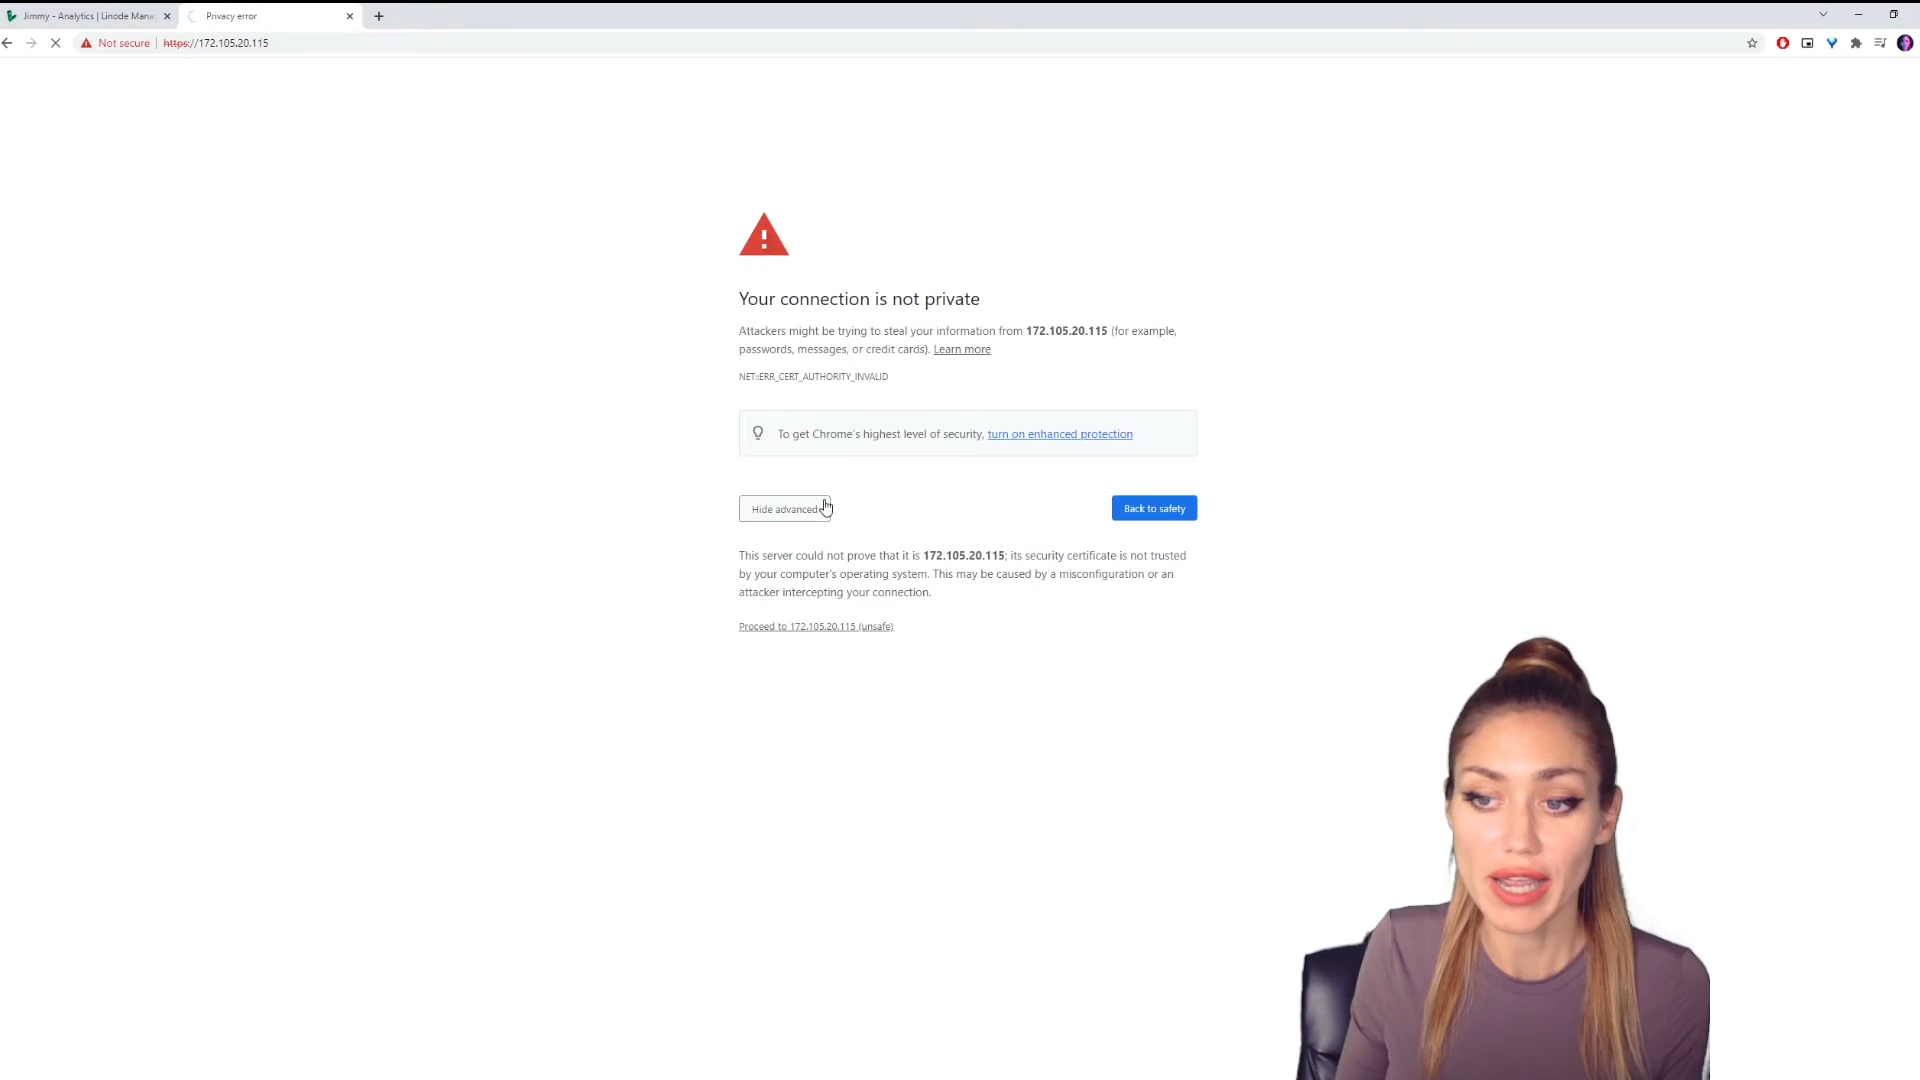 Jimmy - Analytics | Linode Mana
Privacy error
Not secure | https://172.105.20.115
Your connection is not private
Attackers might be trying to steal your information from 172.105.20.115 (for example,
passwords, messages, or credit cards). Learn more
NET::ERR_CERT_AUTHORITY_INVALID
To get Chrome's highest level of security, turn on enhanced protection
Hide advanced
Back to safety
This server could not prove that it is 172.105.20.115; its security certificate is not trusted
by your computer's operating system. This may be caused by a misconfiguration or an
attacker intercepting your connection.
Proceed to 172.105.20.115 (unsafe)